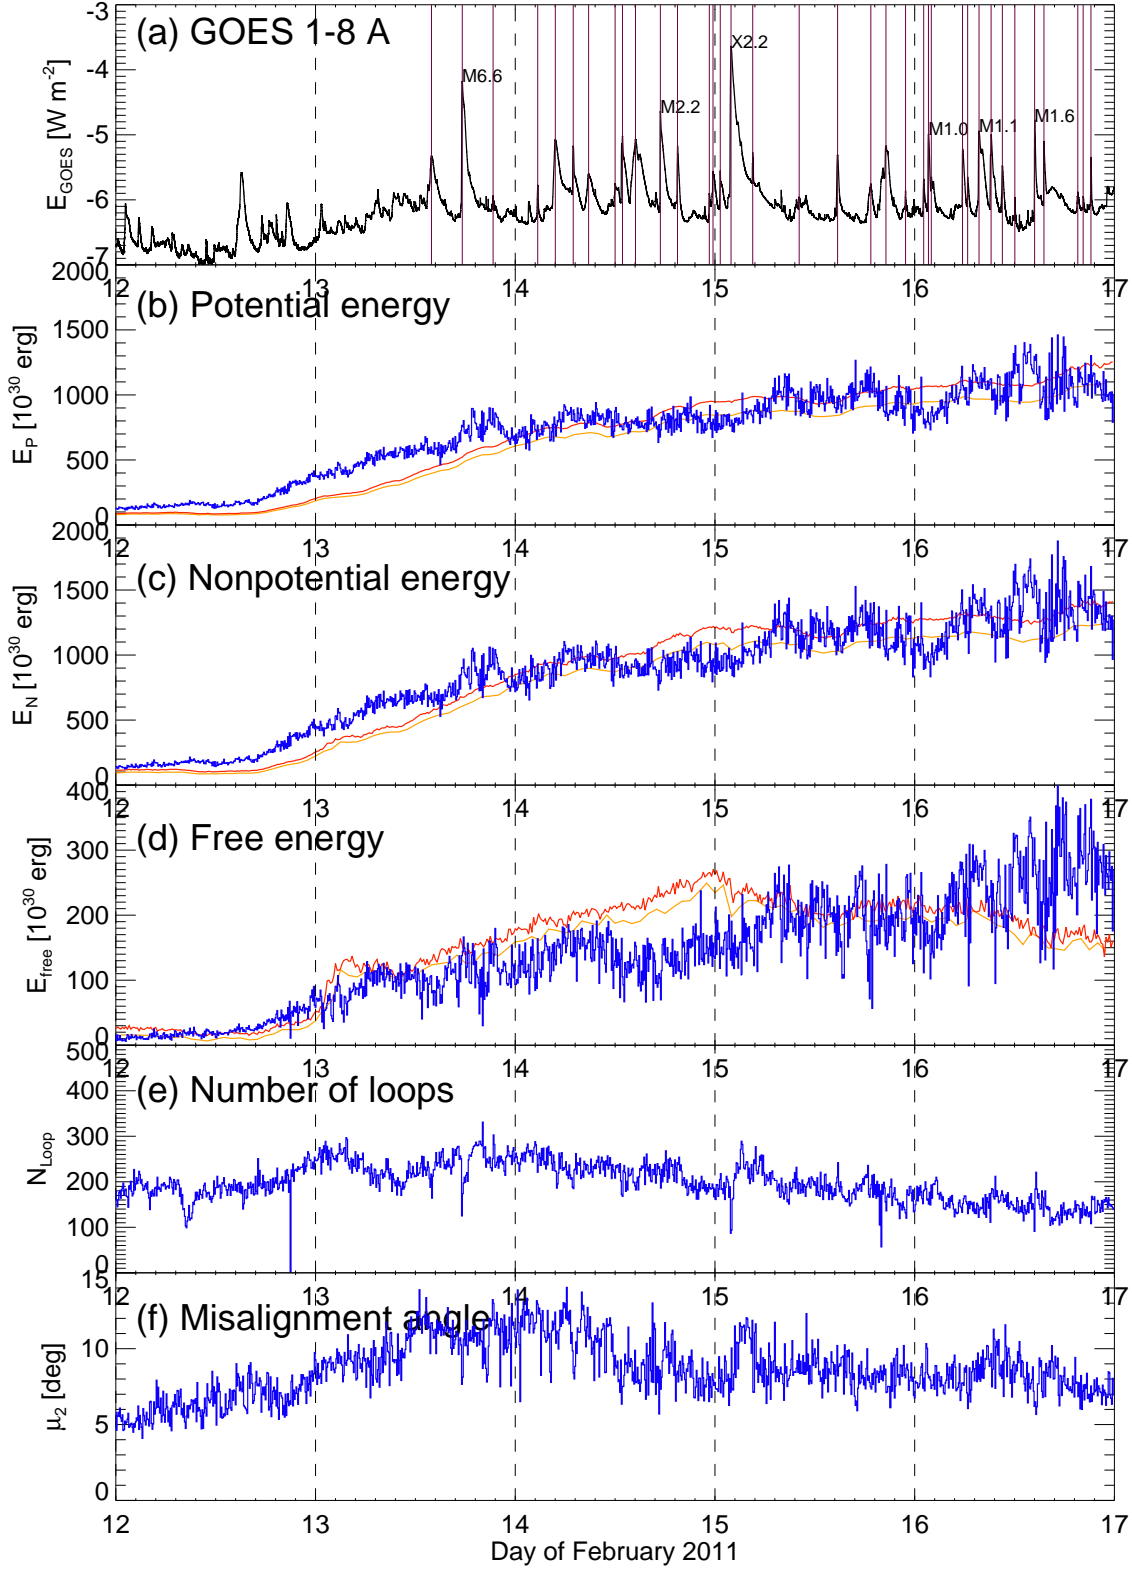 -3
(a) GOES 1-8 A
X2.2
-4
M6.6
M2.2
-5
M1.0
M1.1
M1.6
-6
-7
E_GOES [W m^-2]
12 13 14 15 16 17
2000
(b) Potential energy
1500
1000
500
0
E_P [10^30 erg]
12 13 14 15 16 17
2000
(c) Nonpotential energy
1500
1000
500
0
E_N [10^30 erg]
12 13 14 15 16 17
400
(d) Free energy
300
200
100
0
E_free [10^30 erg]
12 13 14 15 16 17
500
(e) Number of loops
400
300
200
100
0
N_Loop
12 13 14 15 16 17
15
(f) Misalignment angle
10
5
0
μ_2 [deg]
12 13 14 15 16 17
Day of February 2011